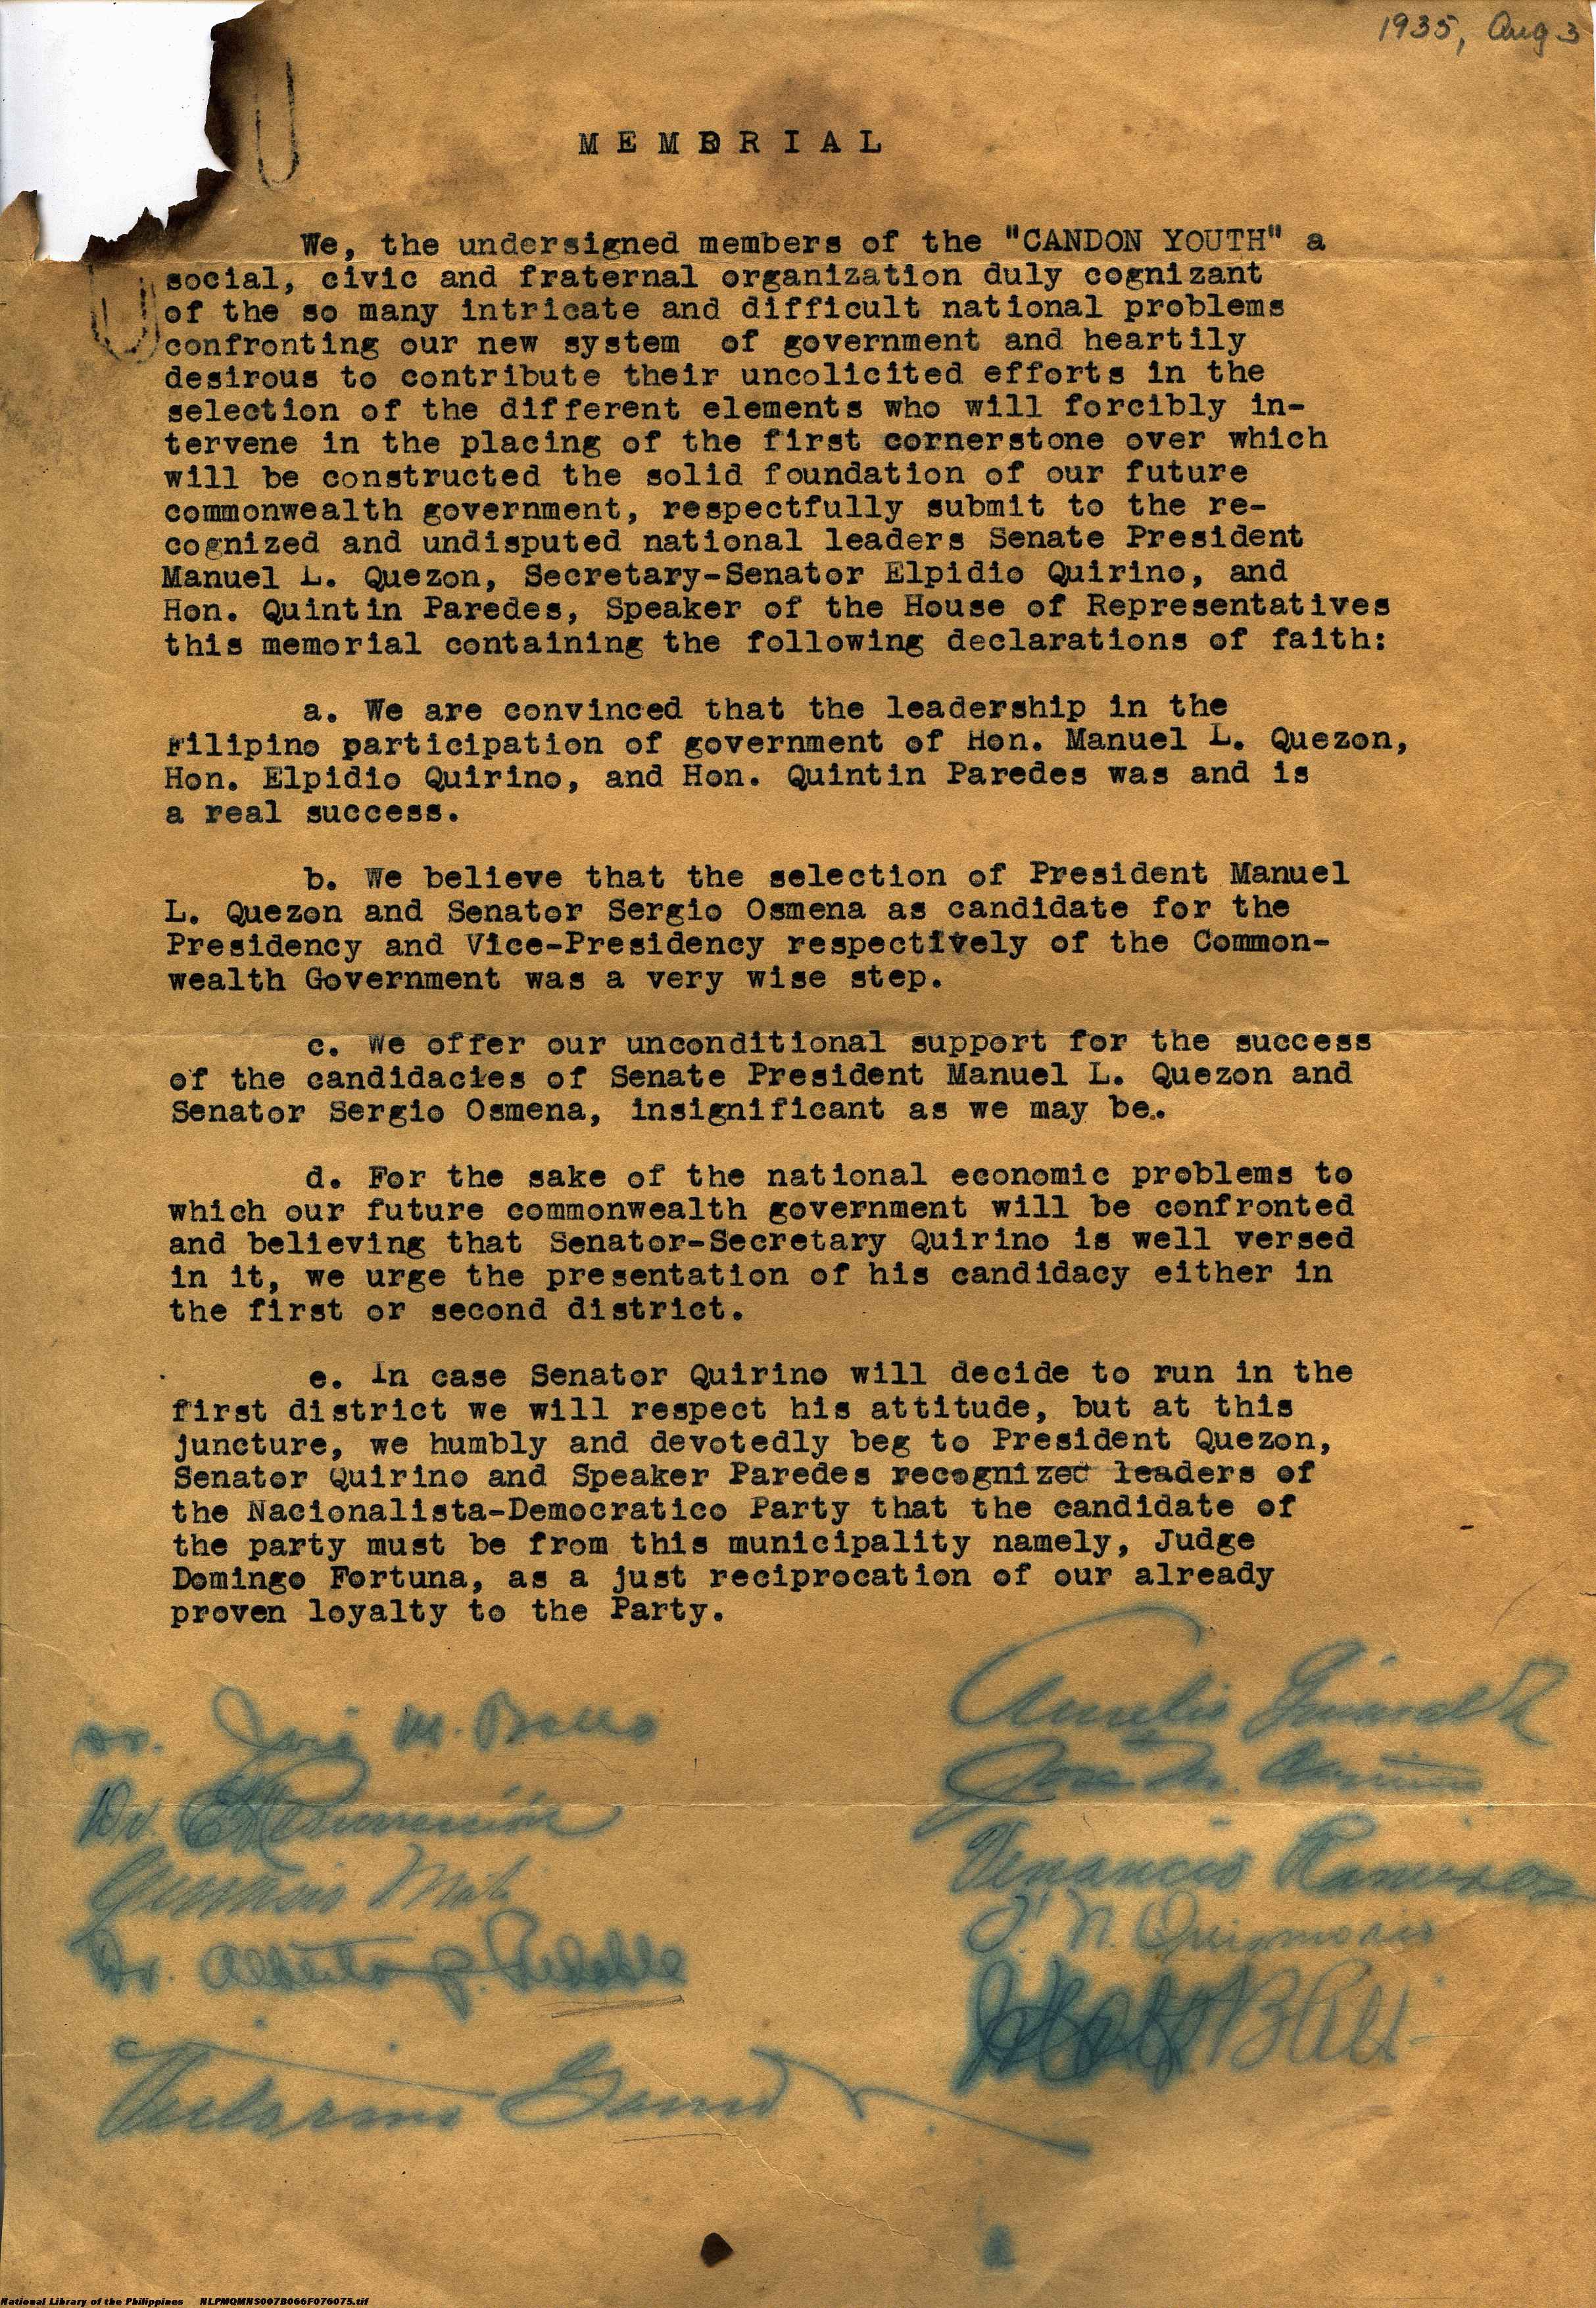 1935, Aug 3
MEMORIAL
We, the undersigned members of the "CANDON YOUTH" a
social, civic and fraternal organization duly cognizant
of the so many intricate and difficult national problems
confronting our new system of government and heartily
desirous to contribute their uncolicited efforts in the
selection of the different elements who will forcibly in-
tervene in the placing of the first cornerstone over which
will be constructed the solid foundation of our future
commonwealth government, respectfully submit to the re-
cognized and undisputed national leaders Senate President
Manuel L. Quezon, Secretary-Senator Elpidio Quirino, and
Hon. Quintin Paredes, Speaker of the House of Representatives
this memorial containing the following declarations of faith:
a. We are convinced that the leadership in the
Filipino participation of government of Hon. Manuel L. Quezon,
Hon. Elpidio Quirino, and Hon. Quintin Paredes was and is
a real success.
b. We believe that the selection of President Manuel
L. Quezon and Senator Sergio Osmena as candidate for the
Presidency and Vice-Presidency respectively of the Common-
wealth Government was a very wise step.
c. We offer our unconditional support for the success
of the candidacies of Senate President Manuel L. Quezon and
Senator Sergio Osmena, insignificant as we may be.
d. For the sake of the national economic problems to
which our future commonwealth government will be confronted
and believing that Senator-Secretary Quirino is well versed
in it, we urge the presentation of his candidacy either in
the first or second district.
e. In case Senator Quirino will decide to run in the
first district we will respect his attitude, but at this
juncture, we humbly and devotedly beg to President Quezon,
Senator Quirino and Speaker Paredes recognized leaders of
the Nacionalista-Democratico Party that the candidate of
the party must be from this municipality namely, Judge
Domingo Fortuna, as a just reciprocation of our already
proven loyalty to the Party.
Aurelio
Dr. José M. Bello
Jose M.
Dr. E. Resurrección
Venancio Ramirez
Dr. Alberto
National Library of the Philippines NLPMQMNS007B066F076075.tif